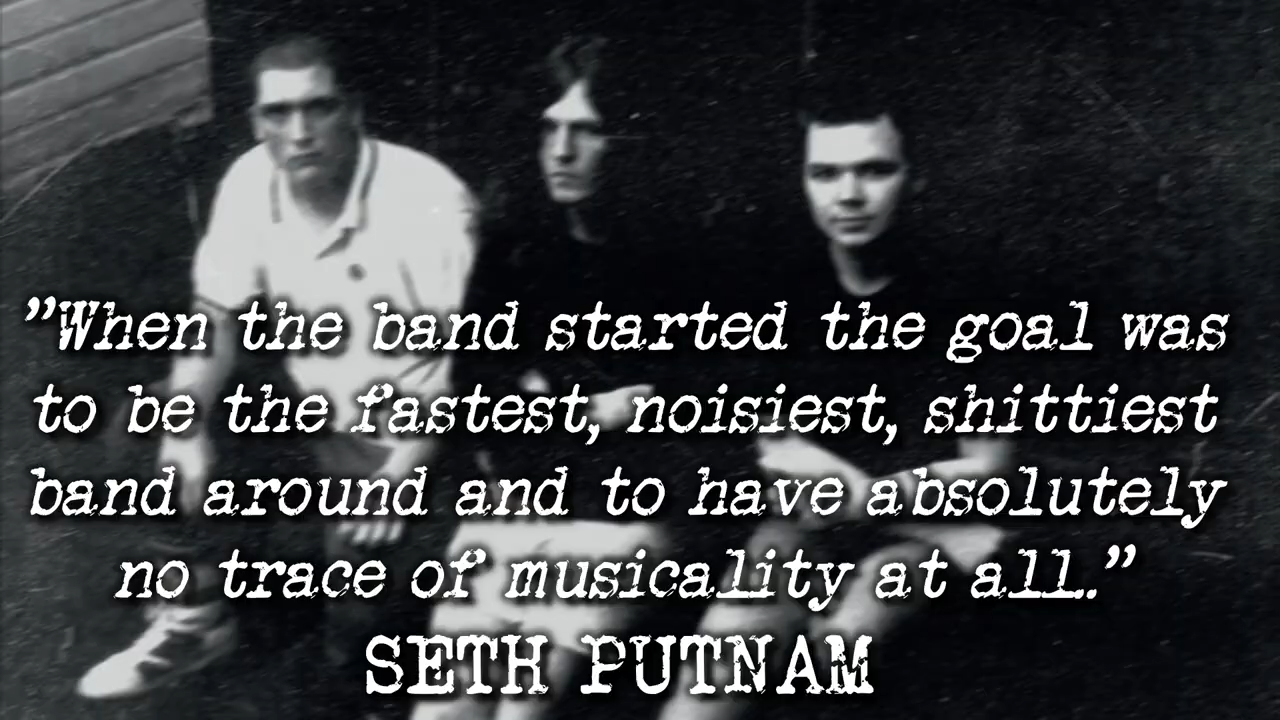 ”When the band started the goal was
to be the fastest, noisiest, shittiest
band around and to have absolutely
no trace of musicality at all.”
SETH PUTNAM